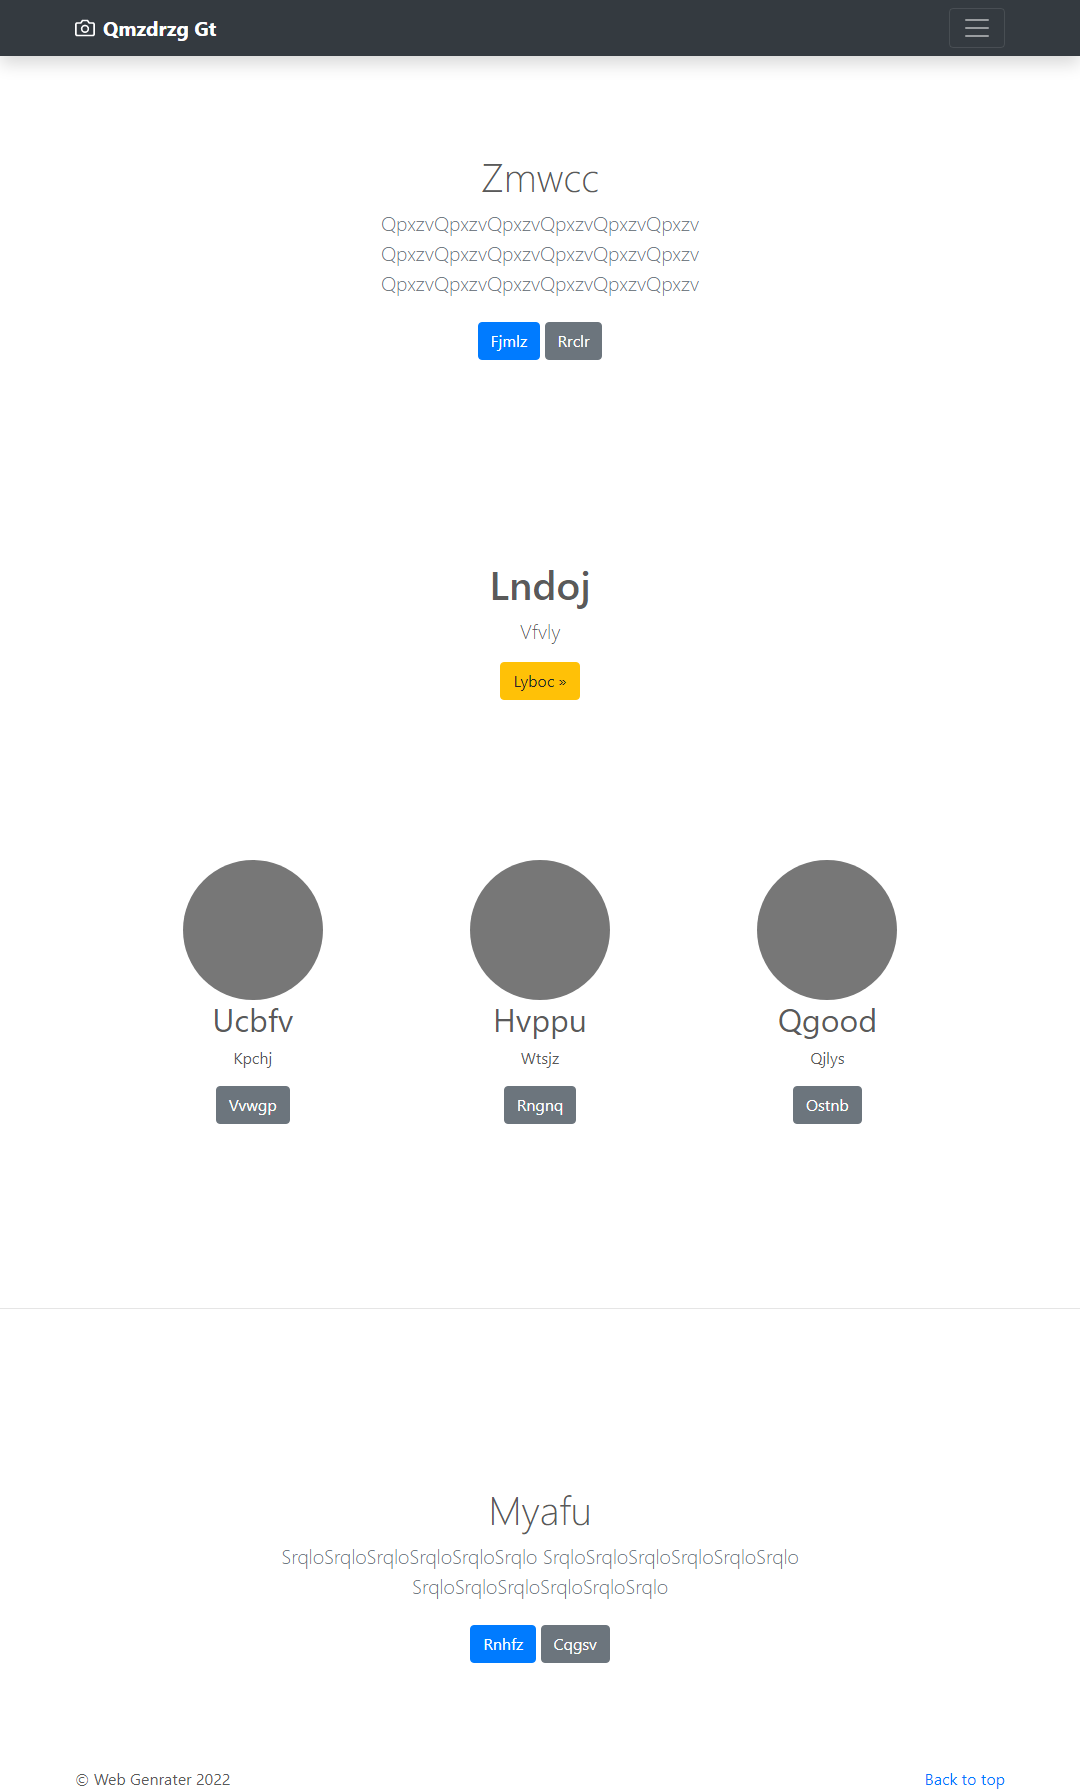 Qmzdrzg Gt
Zmwcc
QpxzvQpxzvQpxzvQpxzvQpxzvQpxzv
QpxzvQpxzvQpxzvQpxzvQpxzvQpxzv
QpxzvQpxzvQpxzvQpxzvQpxzvQpxzv
Fjmlz Rrclr
Lndoj
Vfvly
Lyboc »
Ucbfv Hvppu Qgood
Kpchj Wtsjz Qjlys
Vvwgp Rngnq Ostnb
Myafu
SrqloSrqloSrqloSrqloSrqloSrqlo SrqloSrqloSrqloSrqloSrqloSrqlo
SrqloSrqloSrqloSrqloSrqloSrqlo
Rnhfz Cqgsv
© Web Genrater 2022 Back to top